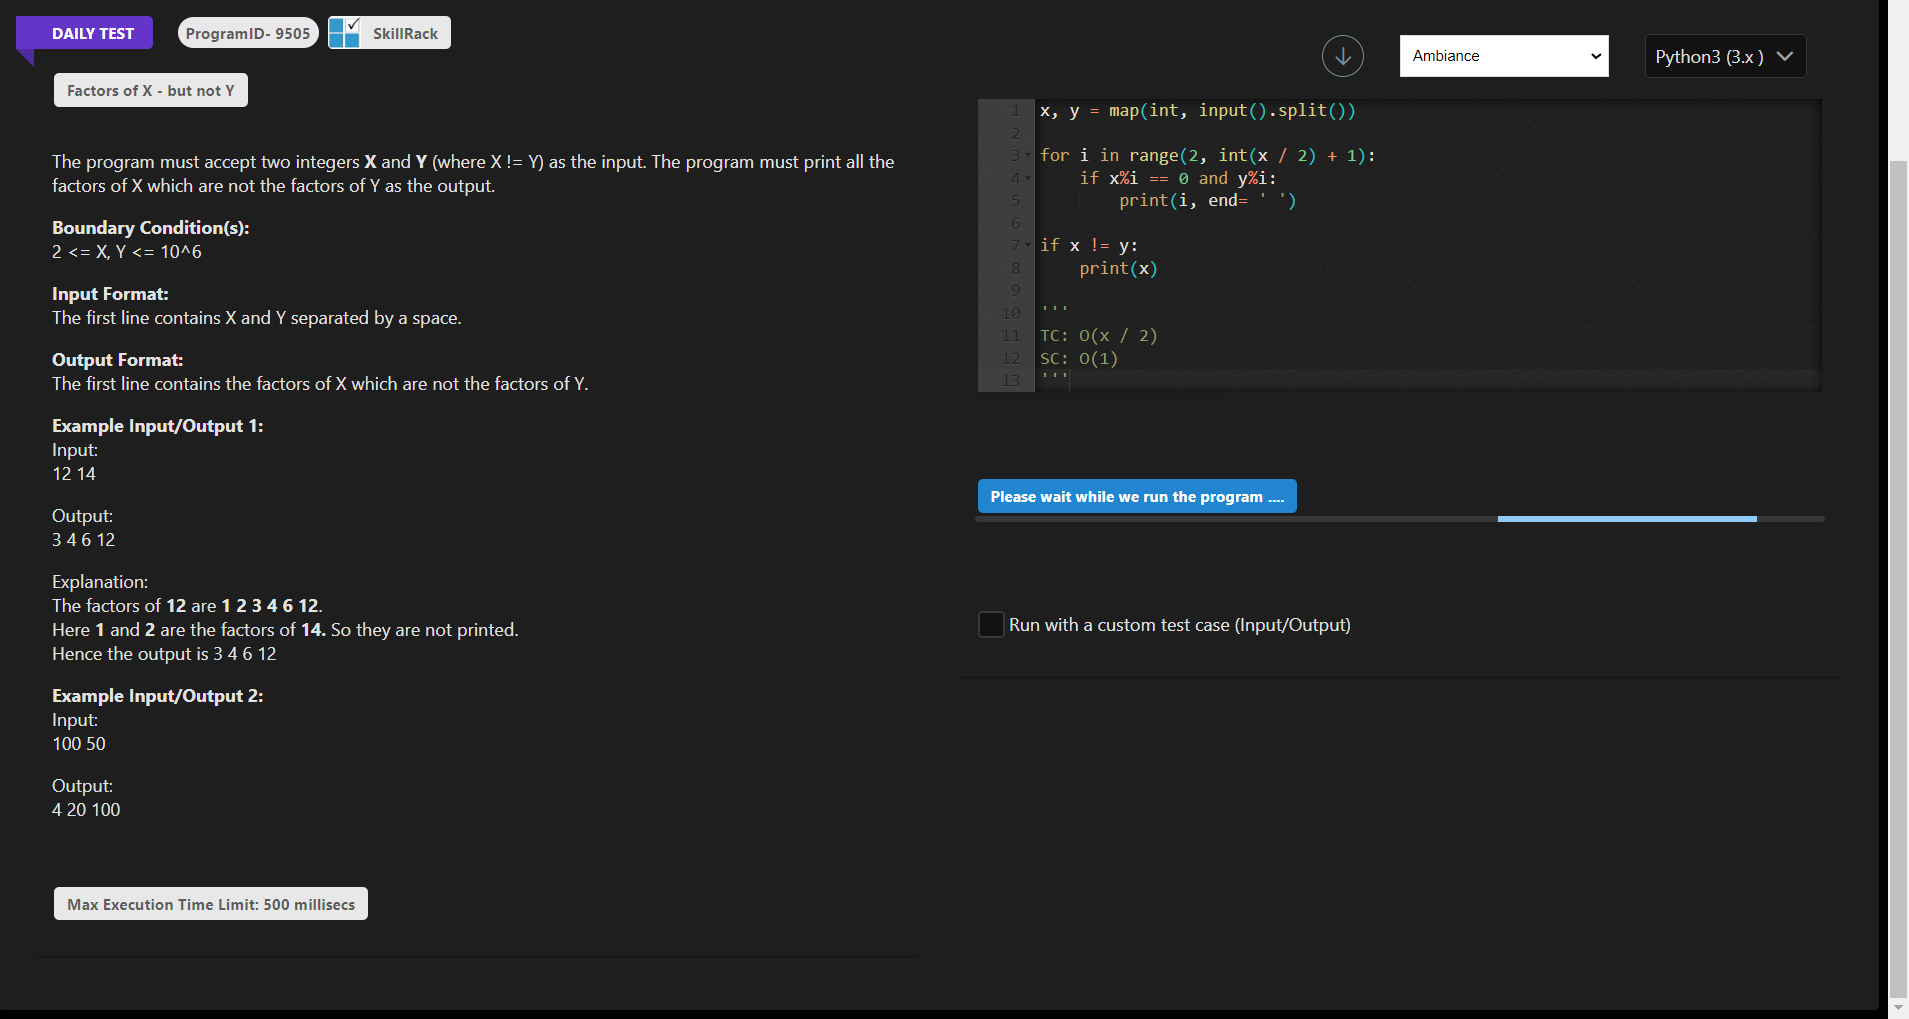 DAILY TEST
ProgramID- 9505
SkillRack
Factors of X - but not Y
The program must accept two integers X and Y (where X != Y) as the input. The program must print all the
factors of X which are not the factors of Y as the output.
Boundary Condition(s):
2 <= X, Y <= 10^6
Input Format:
The first line contains X and Y separated by a space.
Output Format:
The first line contains the factors of X which are not the factors of Y.
Example Input/Output 1:
Input:
12 14
Output:
3 4 6 12
Explanation:
The factors of 12 are 1 2 3 4 6 12.
Here 1 and 2 are the factors of 14. So they are not printed.
Hence the output is 3 4 6 12
Example Input/Output 2:
Input:
100 50
Output:
4 20 100
Max Execution Time Limit: 500 millisecs
Ambiance
Python3 (3.x )
1 x, y = map(int, input().split())
2
3 for i in range(2, int(x / 2) + 1):
4     if x%i == 0 and y%i:
5         print(i, end= ' ')
6
7 if x != y:
8     print(x)
9
10 '''
11 TC: O(x / 2)
12 SC: O(1)
13 '''
Please wait while we run the program ....
Run with a custom test case (Input/Output)